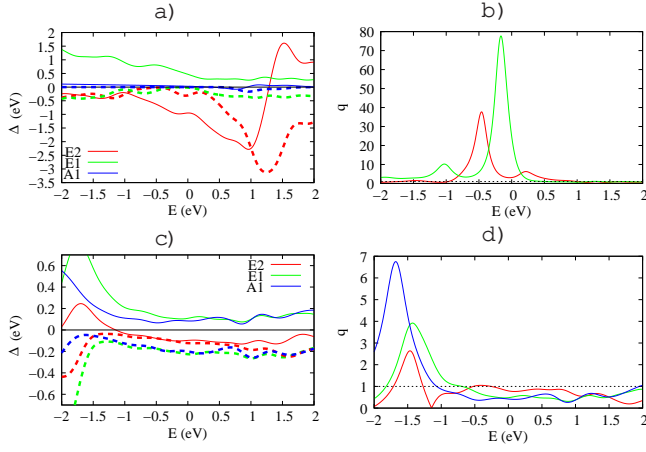 a)
2
1.5
1
0.5
0
−0.5
−1
−1.5
−2
−2.5
−3
−3.5
Δ (eV)
E2
E1
A1
−2 −1.5 −1 −0.5 0 0.5 1 1.5 2
E (eV)
b)
80
70
60
50
40
30
20
10
0
q
−2 −1.5 −1 −0.5 0 0.5 1 1.5 2
E (eV)
c)
0.6
0.4
0.2
0
−0.2
−0.4
−0.6
Δ (eV)
E2
E1
A1
−2 −1.5 −1 −0.5 0 0.5 1 1.5 2
E (eV)
d)
7
6
5
4
3
2
1
0
q
−2 −1.5 −1 −0.5 0 0.5 1 1.5 2
E (eV)